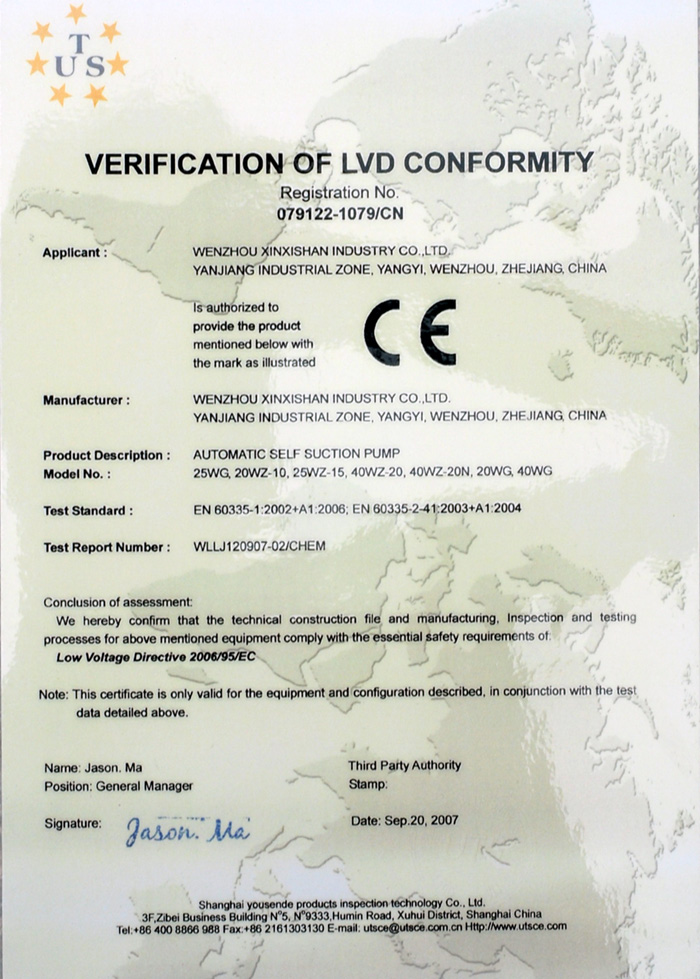 T
U S
VERIFICATION OF LVD CONFORMITY
Registration No.
079122-1079/CN
Applicant : WENZHOU XINXISHAN INDUSTRY CO.,LTD.
YANJIANG INDUSTRIAL ZONE, YANGYI, WENZHOU, ZHEJIANG, CHINA
Is authorized to
provide the product
mentioned below with
the mark as illustrated
CE
Manufacturer : WENZHOU XINXISHAN INDUSTRY CO.,LTD.
YANJIANG INDUSTRIAL ZONE, YANGYI, WENZHOU, ZHEJIANG, CHINA
Product Description : AUTOMATIC SELF SUCTION PUMP
Model No. : 25WG, 20WZ-10, 25WZ-15, 40WZ-20, 40WZ-20N, 20WG, 40WG
Test Standard : EN 60335-1:2002+A1:2006; EN 60335-2-41:2003+A1:2004
Test Report Number : WLLJ120907-02/CHEM
Conclusion of assessment:
We hereby confirm that the technical construction file and manufacturing, Inspection and testing
processes for above mentioned equipment comply with the essential safety requirements of:
Low Voltage Directive 2006/95/EC
Note: This certificate is only valid for the equipment and configuration described, in conjunction with the test
data detailed above.
Name: Jason. Ma
Position: General Manager
Third Party Authority
Stamp:
Signature: Jason. Ma
Date: Sep.20, 2007
Shanghai yousende products inspection technology Co., Ltd.
3F,Zibei Business Building N°5, N°9333,Humin Road, Xuhui District, Shanghai China
Tel:+86 400 8866 988 Fax:+86 2161303130 E-mail: utsce@utsce.com.cn Http://www.utsce.com